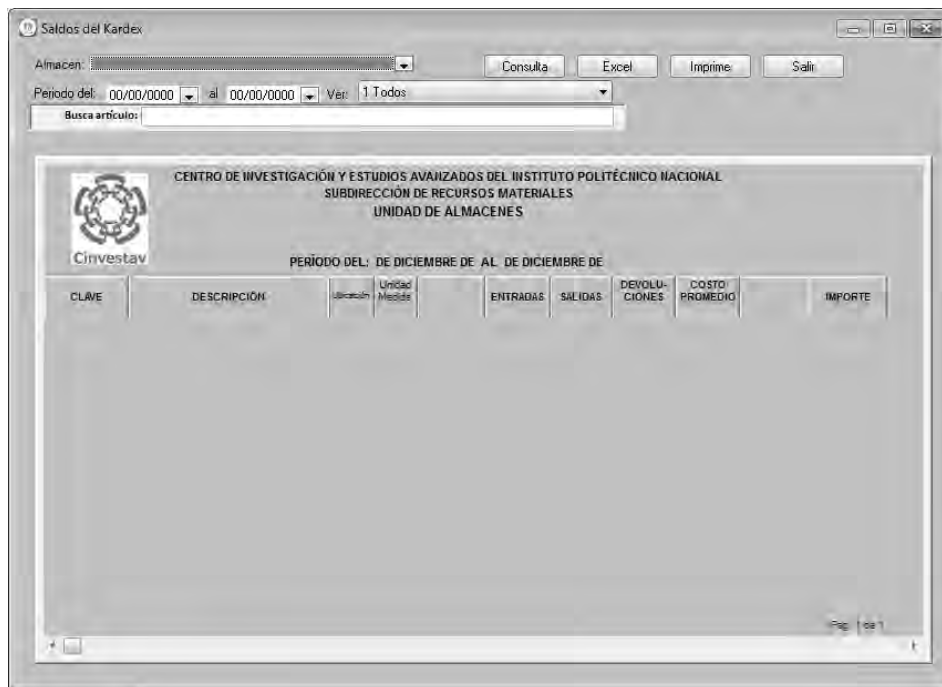 Saldos del Kardex
Almacen:
Consulta Excel Imprime Salir
Periodo del: 00/00/0000 al 00/00/0000 Ver: 1 Todos
Busca artículo:
CENTRO DE INVESTIGACIÓN Y ESTUDIOS AVANZADOS DEL INSTITUTO POLITÉCNICO NACIONAL
SUBDIRECCIÓN DE RECURSOS MATERIALES
UNIDAD DE ALMACENES
Cinvestav
PERÍODO DEL: DE DICIEMBRE DE AL DE DICIEMBRE DE
CLAVE DESCRIPCIÓN Ubicación Unidad Medida ENTRADAS SALIDAS DEVOLU-CIONES COSTO PROMEDIO IMPORTE
Pag. 1 de 1